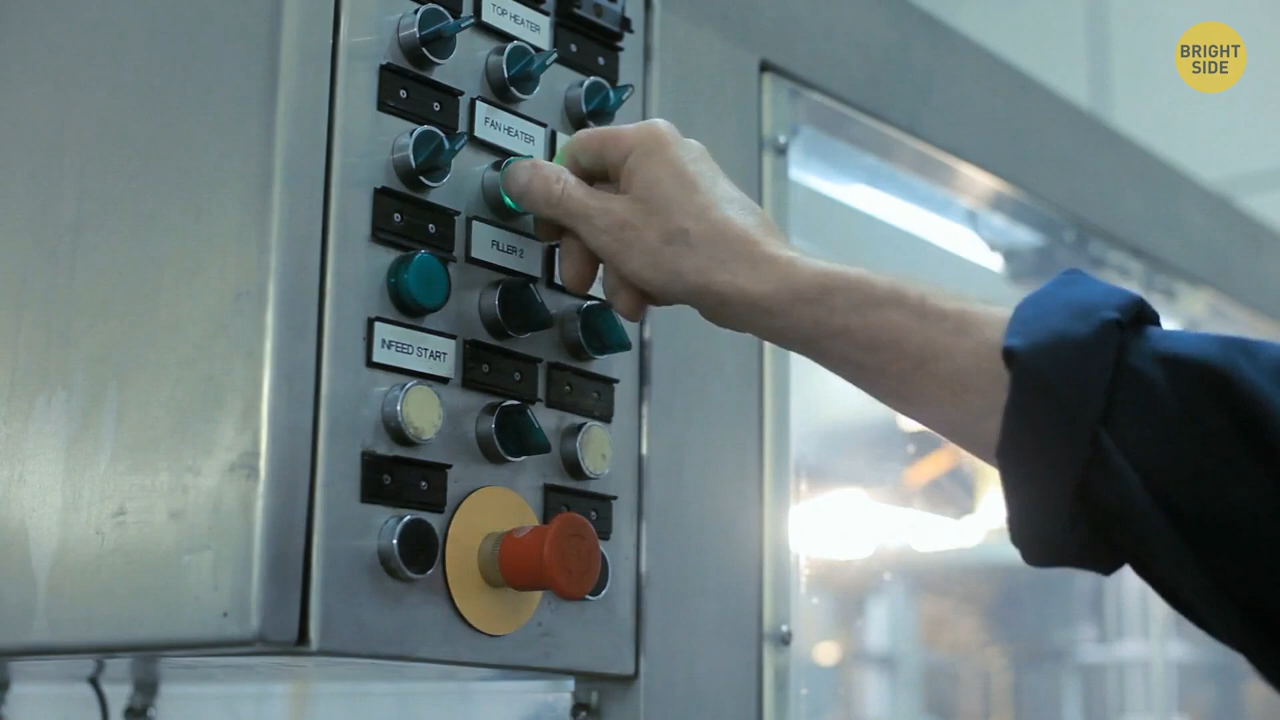 TOP HEATER
BRIGHT
SIDE
FAN HEATER
FILLER 2
INFEED START